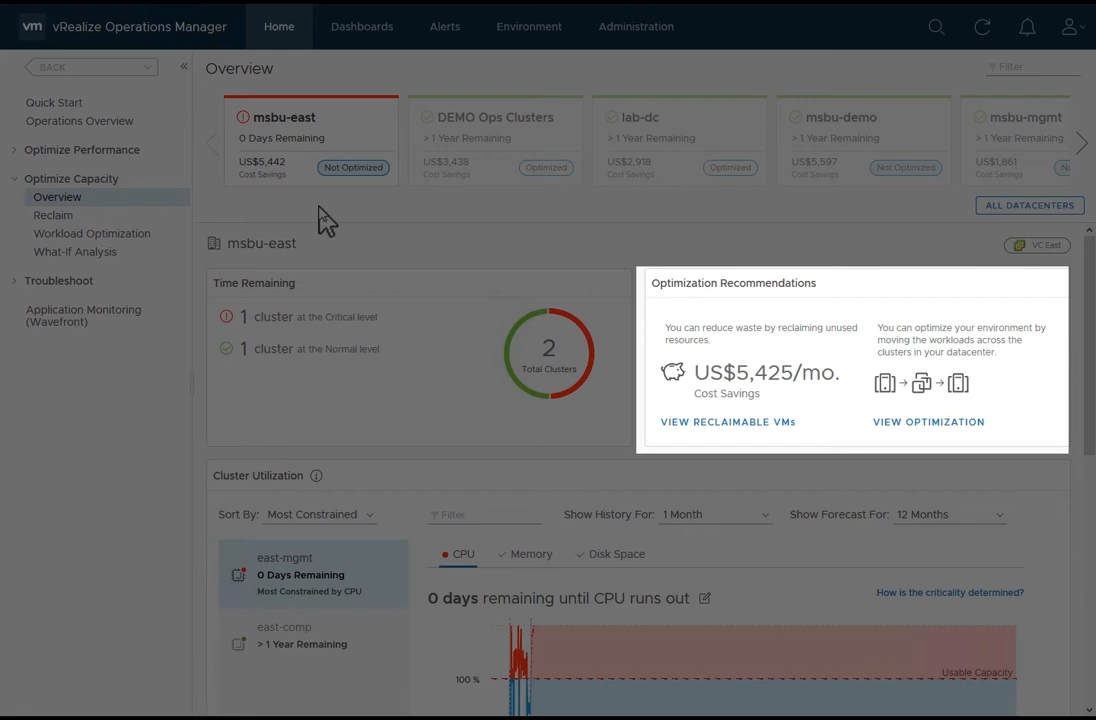 vm vRealize Operations Manager Home Dashboards Alerts Environment Administration
BACK
Quick Start
Operations Overview
Optimize Performance
Optimize Capacity
Overview
Reclaim
Workload Optimization
What-If Analysis
Troubleshoot
Application Monitoring
(Wavefront)
Overview
Filter
msbu-east
0 Days Remaining
US$5,442
Cost Savings
Not Optimized
DEMO Ops Clusters
> 1 Year Remaining
US$3,438
Cost Savings
Optimized
lab-dc
> 1 Year Remaining
US$2,918
Cost Savings
Optimized
msbu-demo
> 1 Year Remaining
US$5,597
Cost Savings
Not Optimized
msbu-mgmt
> 1 Year Remaining
US$1,861
Cost Savings
ALL DATACENTERS
msbu-east
VC East
Time Remaining
1 cluster at the Critical level
1 cluster at the Normal level
2
Total Clusters
Optimization Recommendations
You can reduce waste by reclaiming unused
resources.
US$5,425/mo.
Cost Savings
VIEW RECLAIMABLE VMs
You can optimize your environment by
moving the workloads across the
clusters in your datacenter.
VIEW OPTIMIZATION
Cluster Utilization
Sort By: Most Constrained
Filter
Show History For: 1 Month
Show Forecast For: 12 Months
east-mgmt
0 Days Remaining
Most Constrained by CPU
east-comp
> 1 Year Remaining
CPU Memory Disk Space
0 days remaining until CPU runs out
How is the criticality determined?
Usable Capacity
100 %